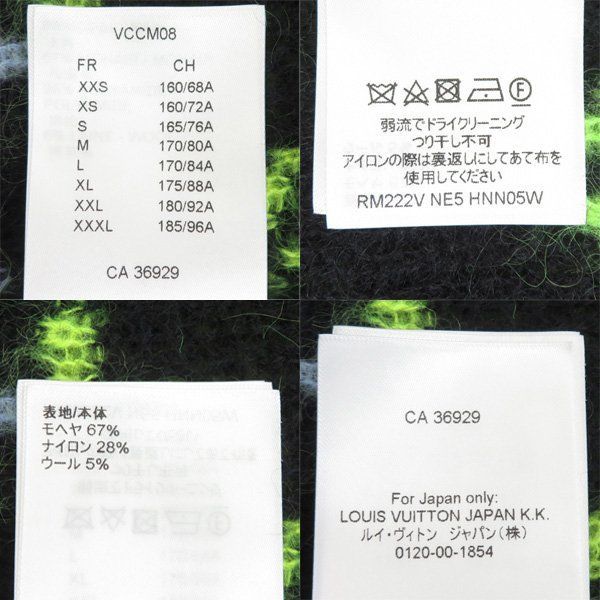 VCCM08
FR CH
XXS 160/68A
XS 160/72A
S 165/76A
M 170/80A
L 170/84A
XL 175/88A
XXL 180/92A
XXXL 185/96A
CA 36929
弱流でドライクリーニング
つり干し不可
アイロンの際は裏返しにしてあて布を
使用してください
RM222V NE5 HNN05W
表地/本体
モヘヤ 67%
ナイロン 28%
ウール 5%
CA 36929
For Japan only:
LOUIS VUITTON JAPAN K.K.
ルイ・ヴィトン ジャパン(株)
0120-00-1854